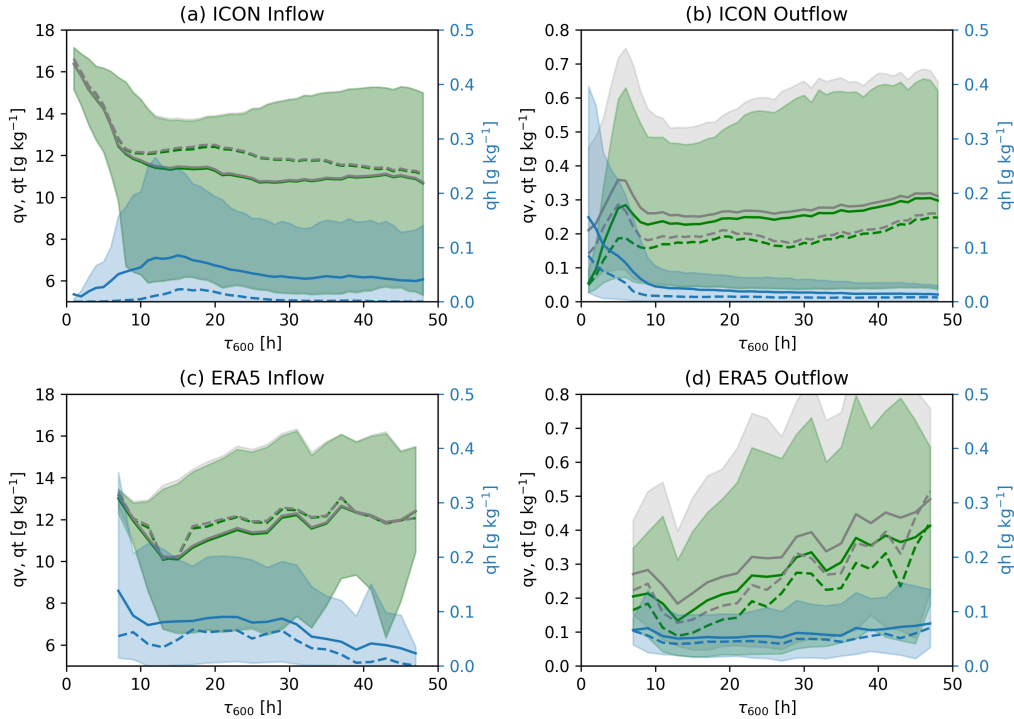 (a) ICON Inflow
18
16
14
12
10
8
6
qv, qt [g kg⁻¹]
0.5
0.4
0.3
0.2
0.1
0.0
qh [g kg⁻¹]
0 10 20 30 40 50
τ₆₀₀ [h]
(b) ICON Outflow
0.8
0.7
0.6
0.5
0.4
0.3
0.2
0.1
0.0
qv, qt [g kg⁻¹]
0.5
0.4
0.3
0.2
0.1
0.0
qh [g kg⁻¹]
0 10 20 30 40 50
τ₆₀₀ [h]
(c) ERA5 Inflow
18
16
14
12
10
8
6
qv, qt [g kg⁻¹]
0.5
0.4
0.3
0.2
0.1
0.0
qh [g kg⁻¹]
0 10 20 30 40 50
τ₆₀₀ [h]
(d) ERA5 Outflow
0.8
0.7
0.6
0.5
0.4
0.3
0.2
0.1
0.0
qv, qt [g kg⁻¹]
0.5
0.4
0.3
0.2
0.1
0.0
qh [g kg⁻¹]
0 10 20 30 40 50
τ₆₀₀ [h]